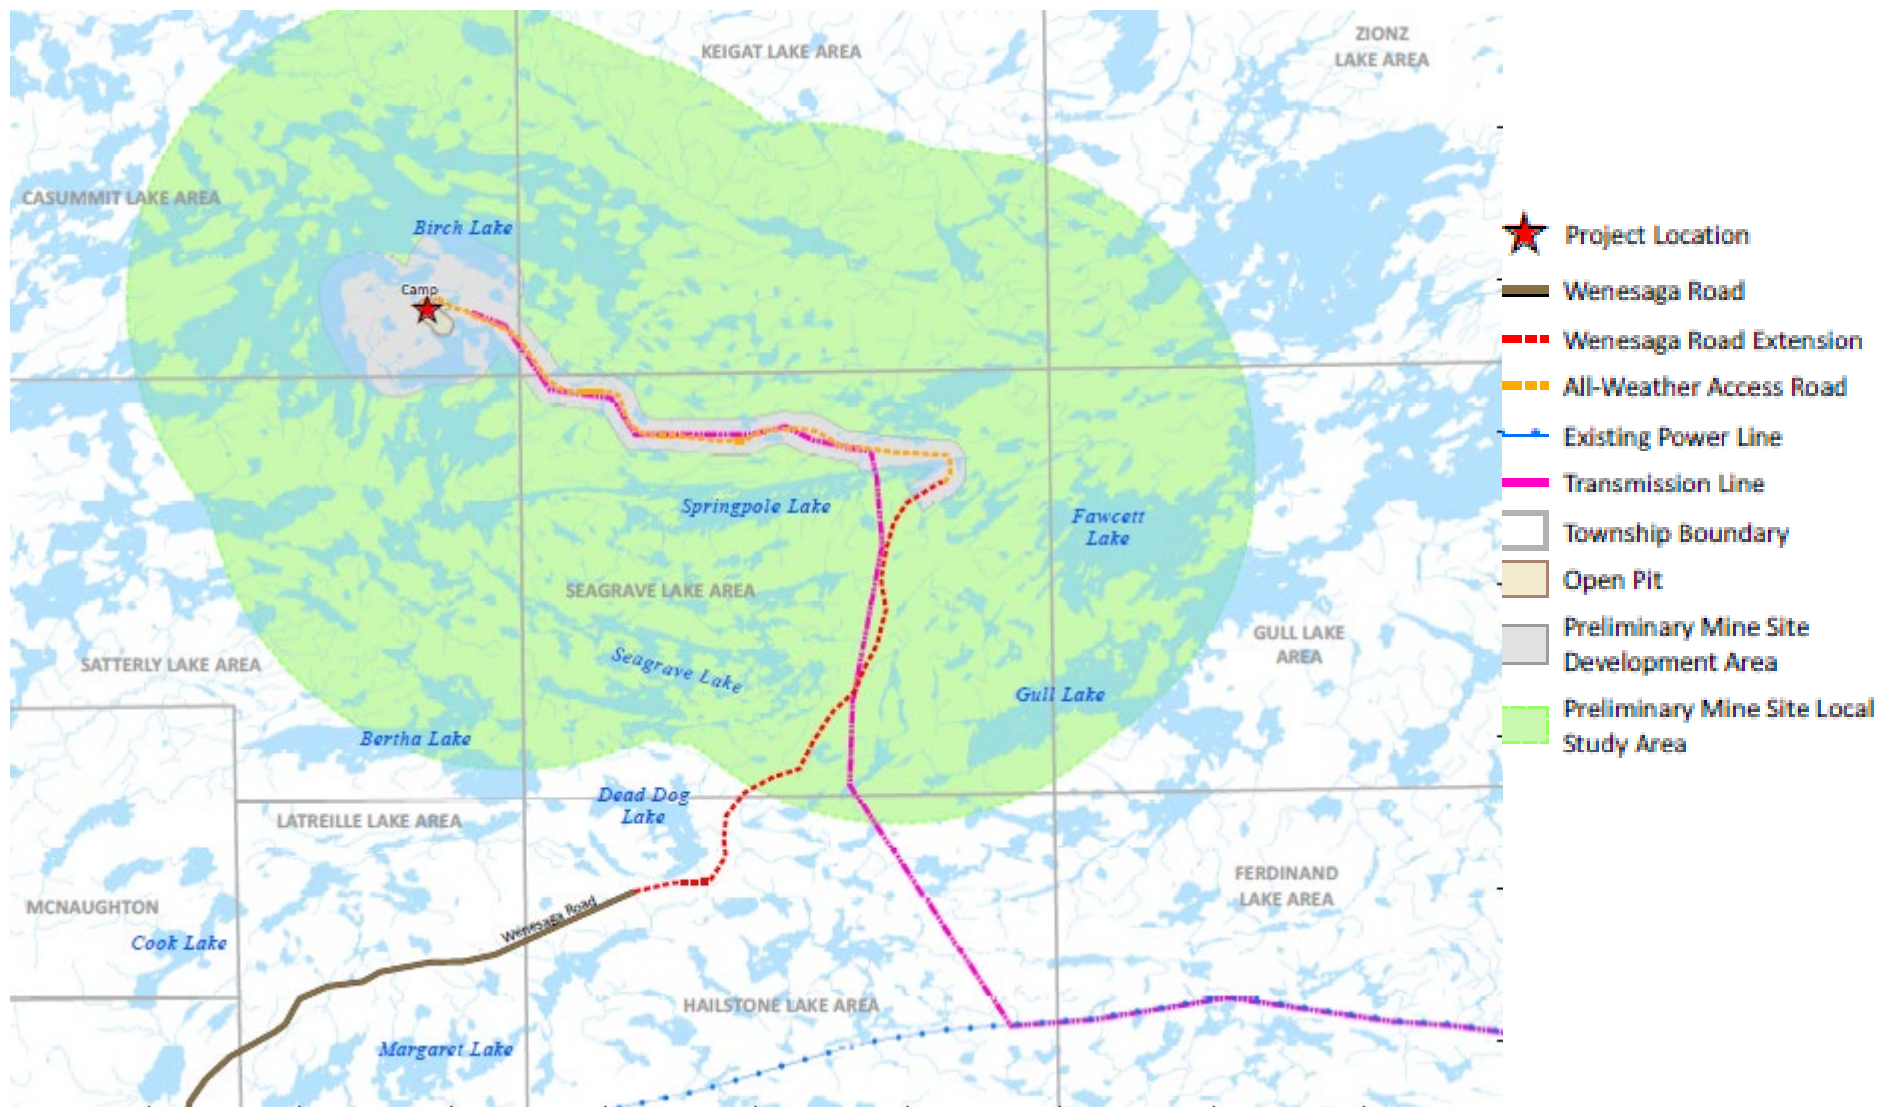 KEIGAT LAKE AREA
ZIONZ
LAKE AREA
CASUMMIT LAKE AREA
Birch Lake
Camp
Springpole Lake
Fawcett
Lake
SEAGRAVE LAKE AREA
GULL LAKE
AREA
SATTERLY LAKE AREA
Seagrave Lake
Gull Lake
Bertha Lake
Dead Dog
Lake
LATREILLE LAKE AREA
FERDINAND
LAKE AREA
MCNAUGHTON
Wenesaga Road
Cook Lake
HAILSTONE LAKE AREA
Margaret Lake
Project Location
Wenesaga Road
Wenesaga Road Extension
All-Weather Access Road
Existing Power Line
Transmission Line
Township Boundary
Open Pit
Preliminary Mine Site
Development Area
Preliminary Mine Site Local
Study Area